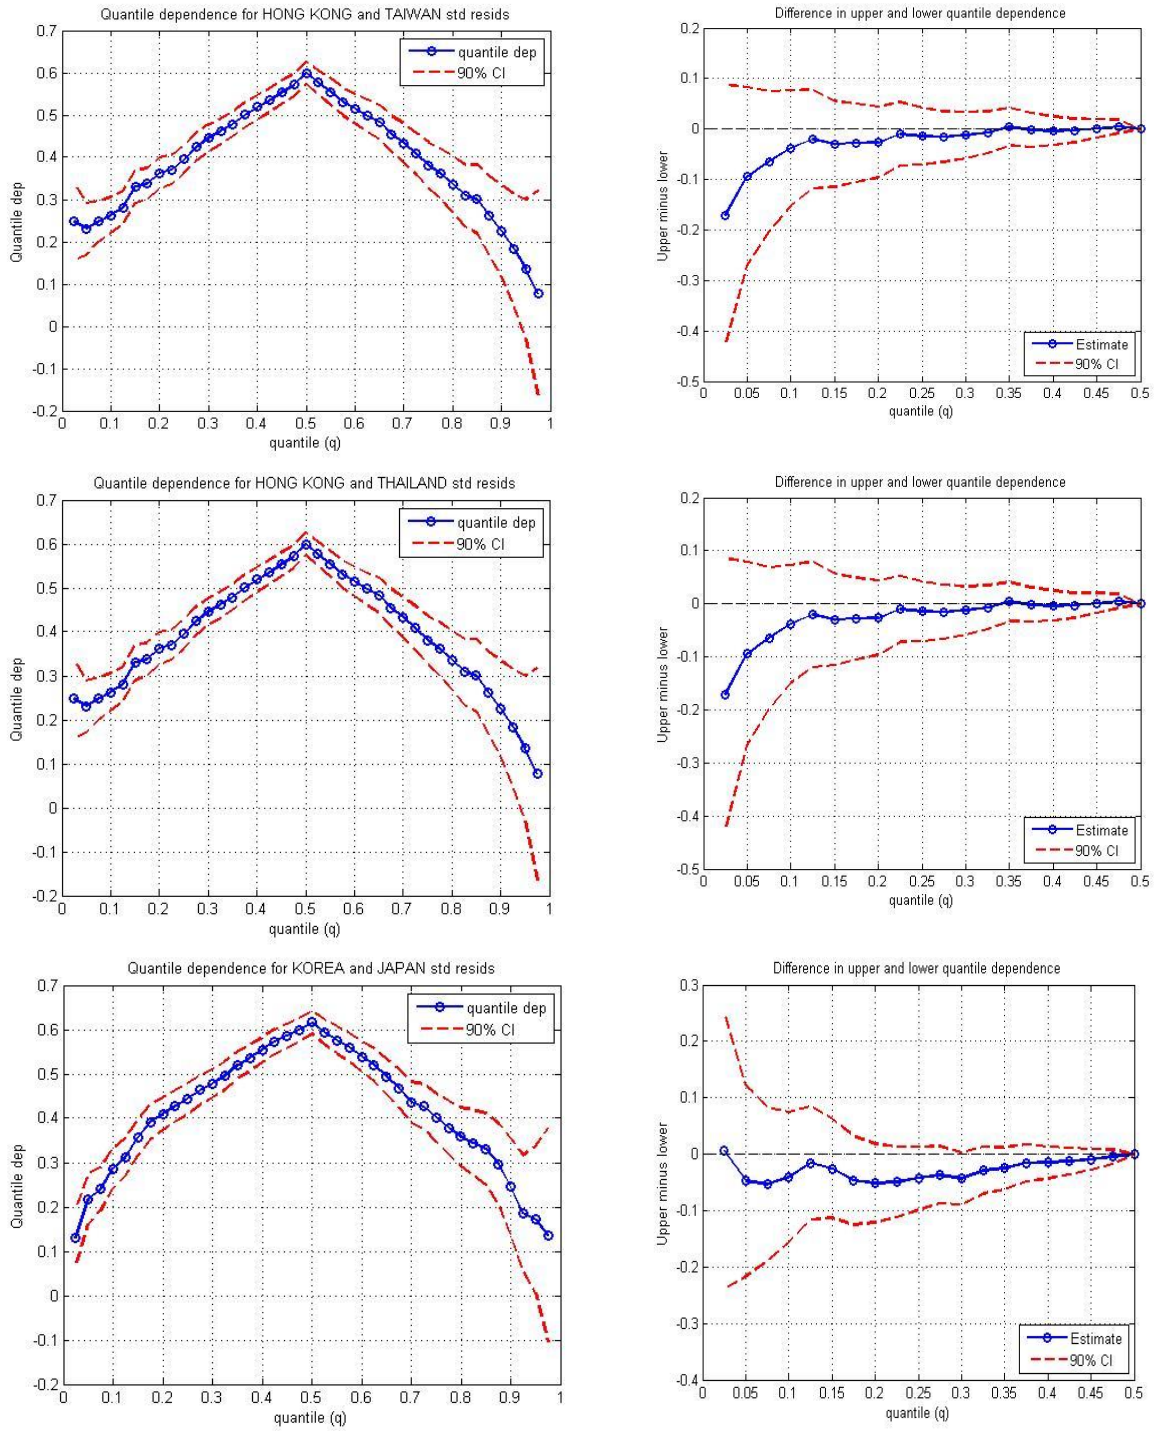 Quantile dependence for HONG KONG and TAIWAN std resids
0.7
0.6
0.5
0.4
0.3
0.2
0.1
0
-0.1
-0.2
Quantile dep
quantile dep
90% CI
0 0.1 0.2 0.3 0.4 0.5 0.6 0.7 0.8 0.9 1
quantile (q)
Difference in upper and lower quantile dependence
0.2
0.1
0
-0.1
-0.2
-0.3
-0.4
-0.5
Upper minus lower
Estimate
90% CI
0 0.05 0.1 0.15 0.2 0.25 0.3 0.35 0.4 0.45 0.5
quantile (q)
Quantile dependence for HONG KONG and THAILAND std resids
0.7
0.6
0.5
0.4
0.3
0.2
0.1
0
-0.1
-0.2
Quantile dep
quantile dep
90% CI
0 0.1 0.2 0.3 0.4 0.5 0.6 0.7 0.8 0.9 1
quantile (q)
Difference in upper and lower quantile dependence
0.2
0.1
0
-0.1
-0.2
-0.3
-0.4
-0.5
Upper minus lower
Estimate
90% CI
0 0.05 0.1 0.15 0.2 0.25 0.3 0.35 0.4 0.45 0.5
quantile (q)
Quantile dependence for KOREA and JAPAN std resids
0.7
0.6
0.5
0.4
0.3
0.2
0.1
0
-0.1
-0.2
Quantile dep
quantile dep
90% CI
0 0.1 0.2 0.3 0.4 0.5 0.6 0.7 0.8 0.9 1
quantile (q)
Difference in upper and lower quantile dependence
0.3
0.2
0.1
0
-0.1
-0.2
-0.3
-0.4
Upper minus lower
Estimate
90% CI
0 0.05 0.1 0.15 0.2 0.25 0.3 0.35 0.4 0.45 0.5
quantile (q)